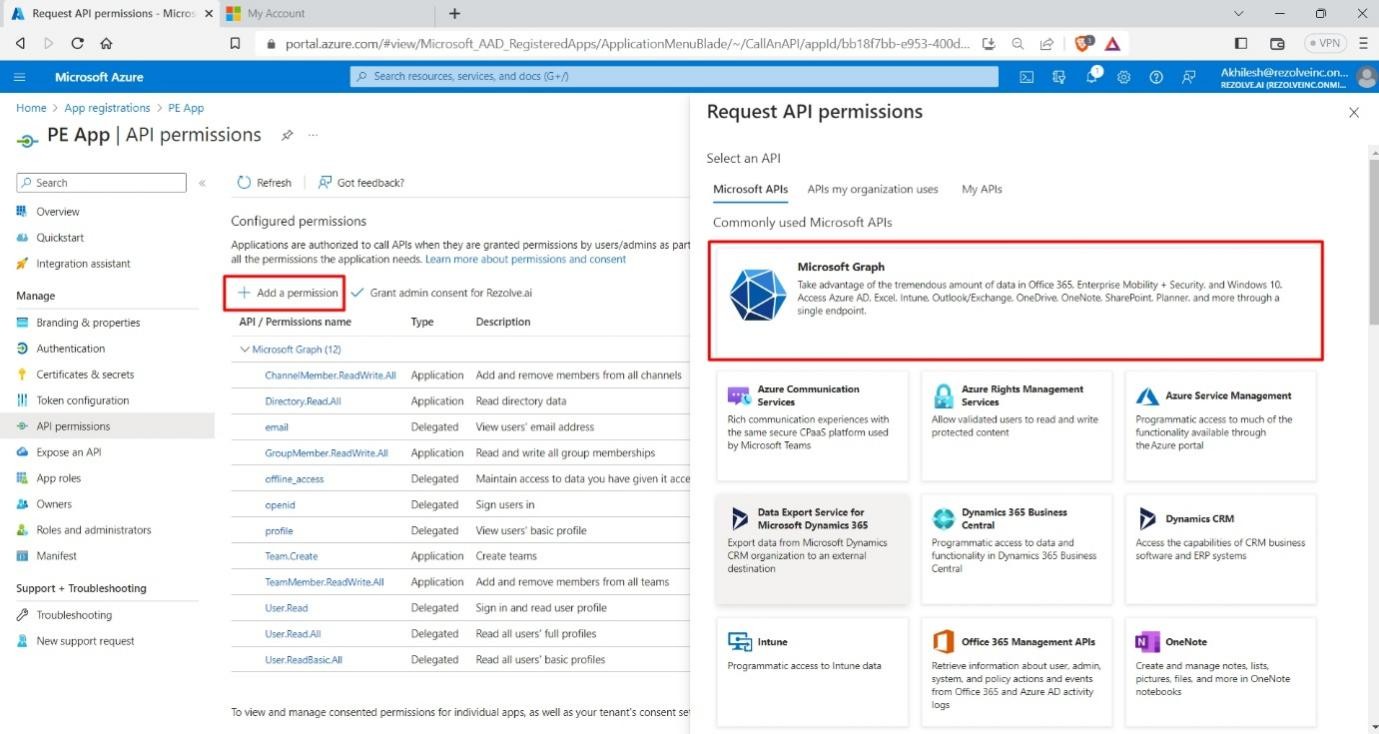 Request API permissions - Micros
My Account
portal.azure.com/#view/Microsoft_AAD_RegisteredApps/ApplicationMenuBlade/~/CallAnAPI/appId/bb18f7bb-e953-400d...
3
VPN
Microsoft Azure
Search resources, services, and docs (G+/)
1
Akhilesh@rezolveinc.on...
REZOLVE.AI (REZOLVEINC.ONMI...
Home > App registrations > PE App
PE App | API permissions
Search
Overview
Quickstart
Integration assistant
Manage
Branding & properties
Authentication
Certificates & secrets
Token configuration
API permissions
Expose an API
App roles
Owners
Roles and administrators
Manifest
Support + Troubleshooting
Troubleshooting
New support request
Refresh
Got feedback?
Configured permissions
Applications are authorized to call APIs when they are granted permissions by users/admins as part
all the permissions the application needs. Learn more about permissions and consent
Add a permission
Grant admin consent for Rezolve.ai
API / Permissions name Type Description
Microsoft Graph (12)
ChannelMember.ReadWrite.All Application Add and remove members from all channels
Directory.Read.All Application Read directory data
email Delegated View users' email address
GroupMember.ReadWrite.All Application Read and write all group memberships
offline_access Delegated Maintain access to data you have given it acce
openid Delegated Sign users in
profile Delegated View users' basic profile
Team.Create Application Create teams
TeamMember.ReadWrite.All Application Add and remove members from all teams
User.Read Delegated Sign in and read user profile
User.Read.All Delegated Read all users' full profiles
User.ReadBasic.All Delegated Read all users' basic profiles
To view and manage consented permissions for individual apps, as well as your tenant's consent set
Request API permissions
Select an API
Microsoft APIs APIs my organization uses My APIs
Commonly used Microsoft APIs
Microsoft Graph
Take advantage of the tremendous amount of data in Office 365, Enterprise Mobility + Security, and Windows 10.
Access Azure AD, Excel, Intune, Outlook/Exchange, OneDrive, OneNote, SharePoint, Planner, and more through a
single endpoint.
Azure Communication
Services
Rich communication experiences with
the same secure CPaaS platform used
by Microsoft Teams
Azure Rights Management
Services
Allow validated users to read and write
protected content
Azure Service Management
Programmatic access to much of the
functionality available through
the Azure portal
Data Export Service for
Microsoft Dynamics 365
Export data from Microsoft Dynamics
CRM organization to an external
destination
Dynamics 365 Business
Central
Programmatic access to data and
functionality in Dynamics 365 Business
Central
Dynamics CRM
Access the capabilities of CRM business
software and ERP systems
Intune
Programmatic access to Intune data
Office 365 Management APIs
Retrieve information about user, admin,
system, and policy actions and events
from Office 365 and Azure AD activity
logs
OneNote
Create and manage notes, lists,
pictures, files, and more in OneNote
notebooks